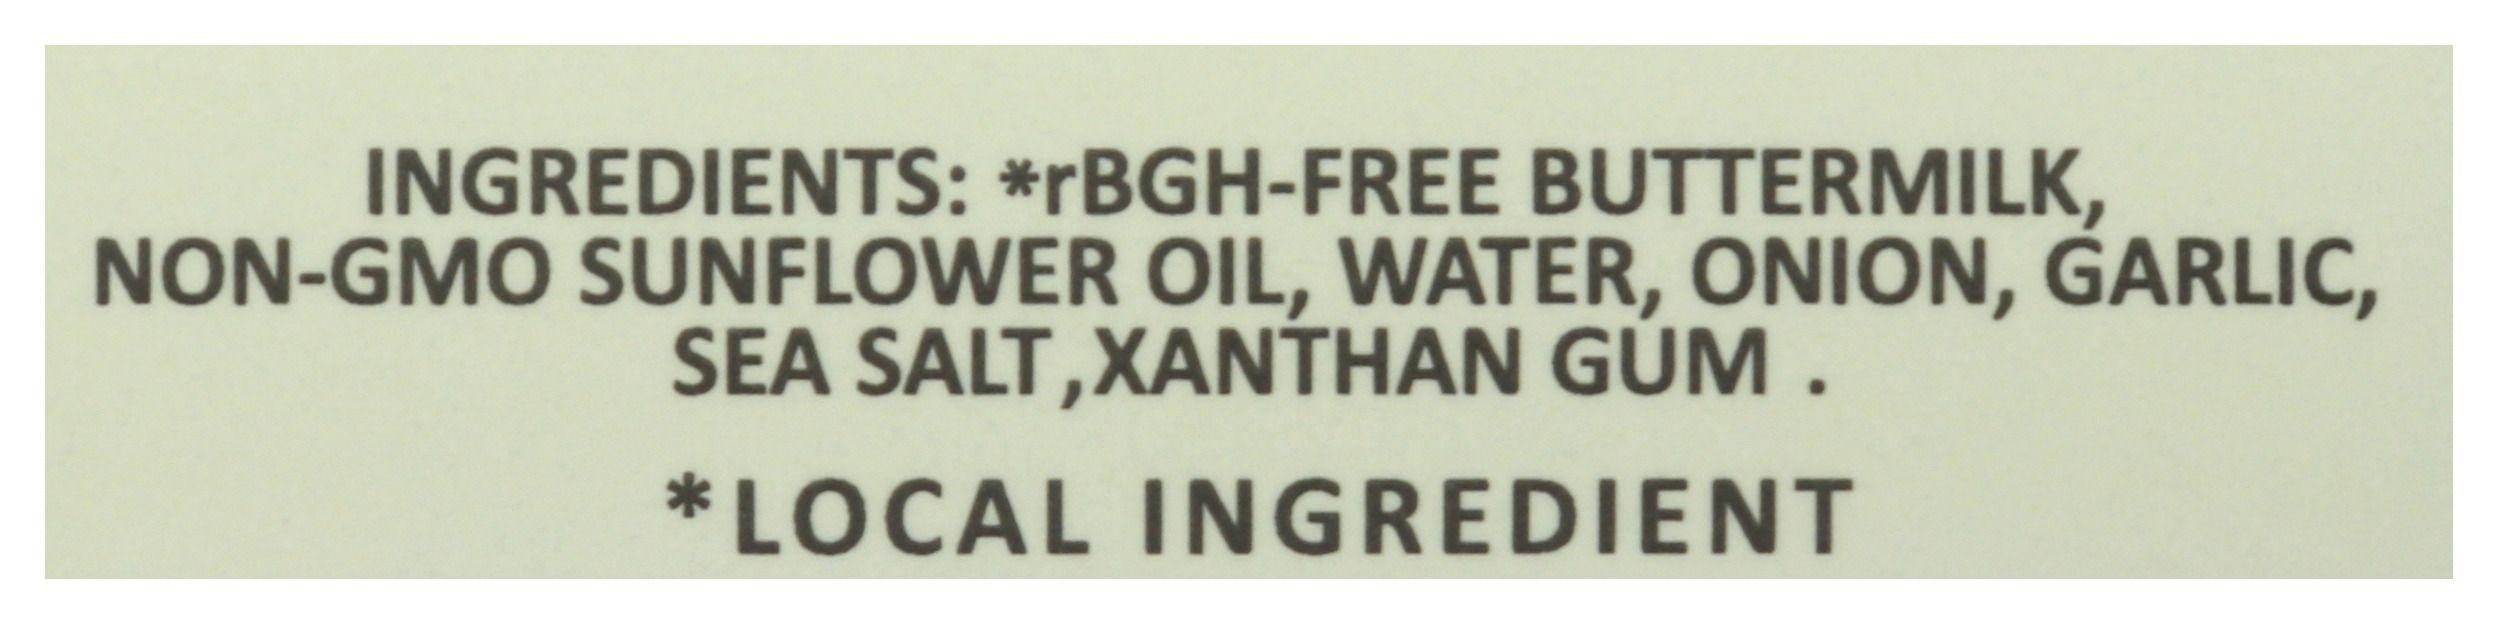 INGREDIENTS: *rBGH-FREE BUTTERMILK,
NON-GMO SUNFLOWER OIL, WATER, ONION, GARLIC,
SEA SALT ,XANTHAN GUM .
*LOCAL INGREDIENT